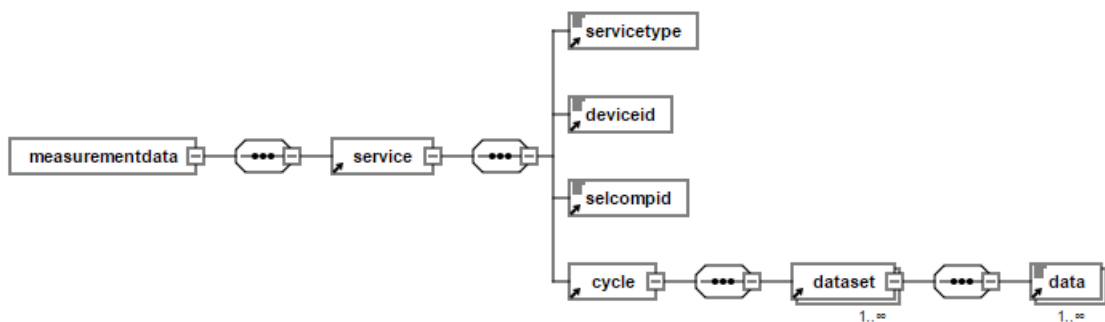 servicetype
deviceid
measurementdata
service
selcompid
cycle
dataset
data
1..∞
1..∞